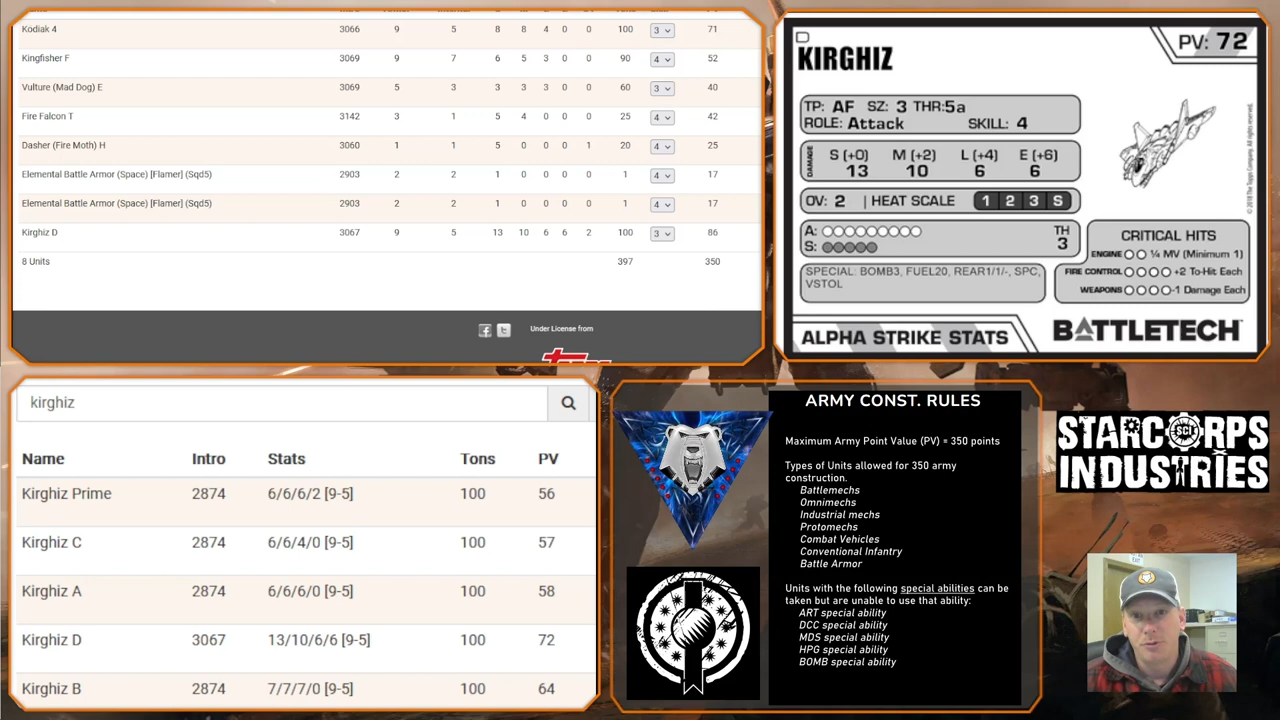 Kodiak 4 3066 9 5 8 8 4 0 0 100 3 71
Kingfisher F 3069 9 7 6 5 3 0 0 90 4 52
Vulture (Mad Dog) E 3069 5 3 3 3 3 0 0 60 3 40
Fire Falcon T 3142 3 1 5 4 0 0 0 25 4 42
Dasher (Fire Moth) H 3060 1 1 5 0 0 0 1 20 4 25
Elemental Battle Armor (Space) [Flamer] (Sqd5) 2903 2 2 1 0 0 0 0 1 4 17
Elemental Battle Armor (Space) [Flamer] (Sqd5) 2903 2 2 1 0 0 0 0 1 4 17
Kirghiz D 3067 9 5 13 10 6 6 2 100 3 86
8 Units 397 350
Under License from
D
KIRGHIZ
PV: 72
TP: AF SZ: 3 THR:5a
ROLE: Attack SKILL: 4
DAMAGE
S (+0) M (+2) L (+4) E (+6)
13 10 6 6
OV: 2 | HEAT SCALE 1 2 3 S
A:
S:
TH
3
SPECIAL: BOMB3, FUEL20, REAR1/1/-, SPC,
VSTOL
CRITICAL HITS
ENGINE ¼ MV (Minimum 1)
FIRE CONTROL +2 To-Hit Each
WEAPONS -1 Damage Each
©2018 The Topps Company. All rights reserved.
ALPHA STRIKE STATS
BATTLETECH
kirghiz
Name Intro Stats Tons PV
Kirghiz Prime 2874 6/6/6/2 [9-5] 100 56
Kirghiz C 2874 6/6/4/0 [9-5] 100 57
Kirghiz A 2874 6/6/6/0 [9-5] 100 58
Kirghiz D 3067 13/10/6/6 [9-5] 100 72
Kirghiz B 2874 7/7/7/0 [9-5] 100 64
ARMY CONST. RULES
Maximum Army Point Value (PV) = 350 points
Types of Units allowed for 350 army
construction.
Battlemechs
Omnimechs
Industrial mechs
Protomechs
Combat Vehicles
Conventional Infantry
Battle Armor
Units with the following special abilities can be
taken but are unable to use that ability:
ART special ability
DCC special ability
MDS special ability
HPG special ability
BOMB special ability
STARCORPS
SCI
INDUSTRIES